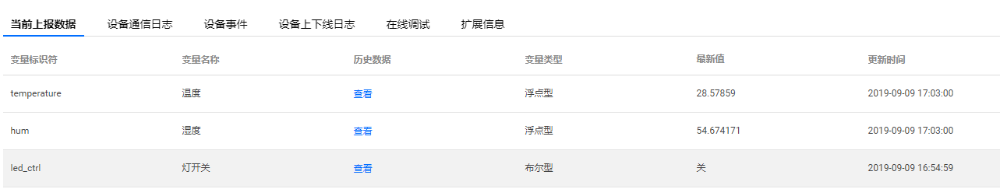 当前上报数据 设备通信日志 设备事件 设备上下线日志 在线调试 扩展信息
变量标识符 变量名称 历史数据 变量类型 最新值 更新时间
temperature 温度 查看 浮点型 28.57859 2019-09-09 17:03:00
hum 湿度 查看 浮点型 54.674171 2019-09-09 17:03:00
led_ctrl 灯开关 查看 布尔型 关 2019-09-09 16:54:59